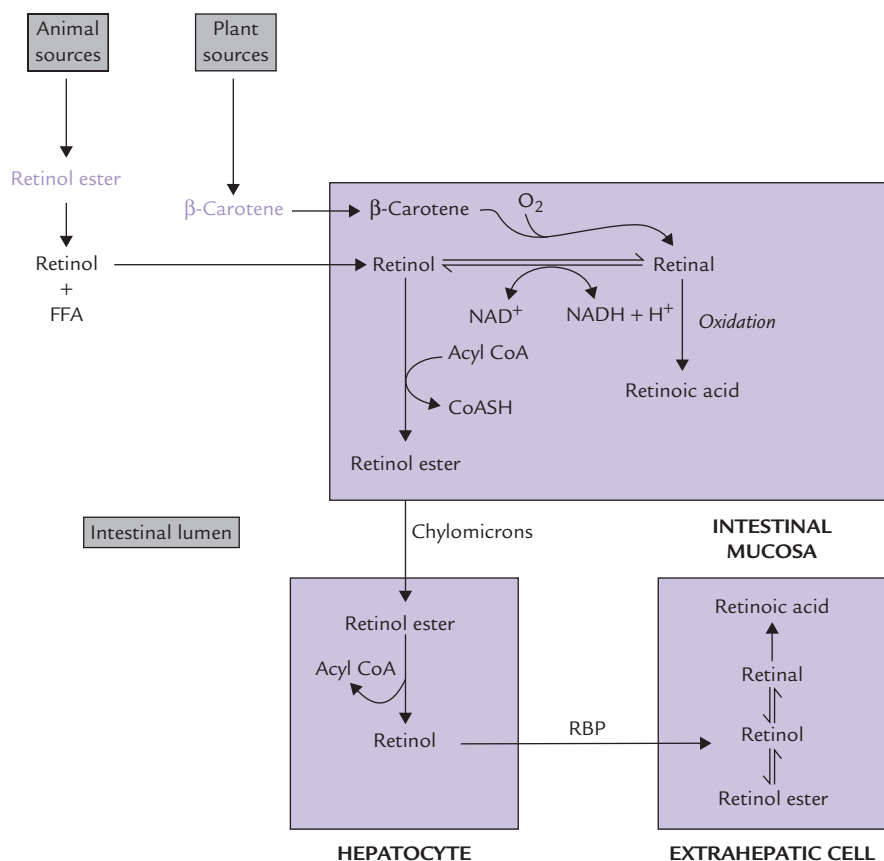 Animal
sources
Plant
sources
Retinol ester
β-Carotene
β-Carotene
O₂
Retinol
+
FFA
Retinol
Retinal
NAD⁺
NADH + H⁺
Oxidation
Acyl CoA
CoASH
Retinoic acid
Retinol ester
Intestinal lumen
Chylomicrons
INTESTINAL
MUCOSA
Retinol ester
Acyl CoA
Retinol
RBP
Retinoic acid
Retinal
Retinol
Retinol ester
HEPATOCYTE
EXTRAHEPATIC CELL